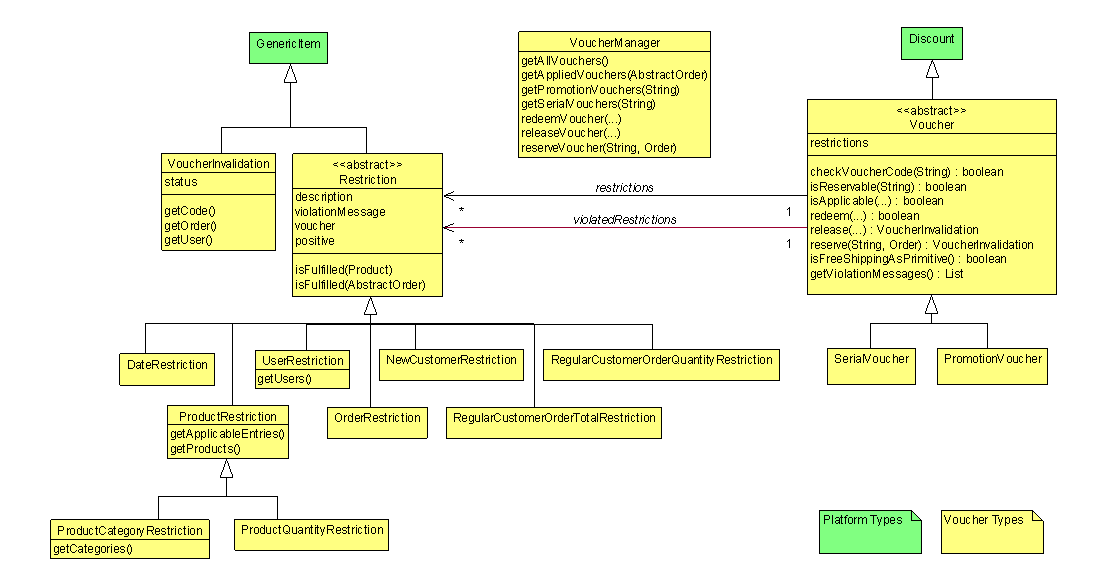 GenericItem
VoucherManager
getAllVouchers()
getAppliedVouchers(AbstractOrder)
getPromotionVouchers(String)
getSerialVouchers(String)
redeemVoucher(...)
releaseVoucher(...)
reserveVoucher(String, Order)
Discount
<<abstract>>
Voucher
restrictions
checkVoucherCode(String) : boolean
isReservable(String) : boolean
isApplicable(...) : boolean
redeem(...) : boolean
release(...) : VoucherInvalidation
reserve(String, Order) : VoucherInvalidation
isFreeShippingAsPrimitive() : boolean
getViolationMessages() : List
VoucherInvalidation
status
getCode()
getOrder()
getUser()
<<abstract>>
Restriction
description
violationMessage
voucher
positive
isFulfilled(Product)
isFulfilled(AbstractOrder)
restrictions
* 1
violatedRestrictions
* 1
DateRestriction
UserRestriction
getUsers()
NewCustomerRestriction
RegularCustomerOrderQuantityRestriction
SerialVoucher
PromotionVoucher
ProductRestriction
getApplicableEntries()
getProducts()
OrderRestriction
RegularCustomerOrderTotalRestriction
ProductCategoryRestriction
getCategories()
ProductQuantityRestriction
Platform Types
Voucher Types